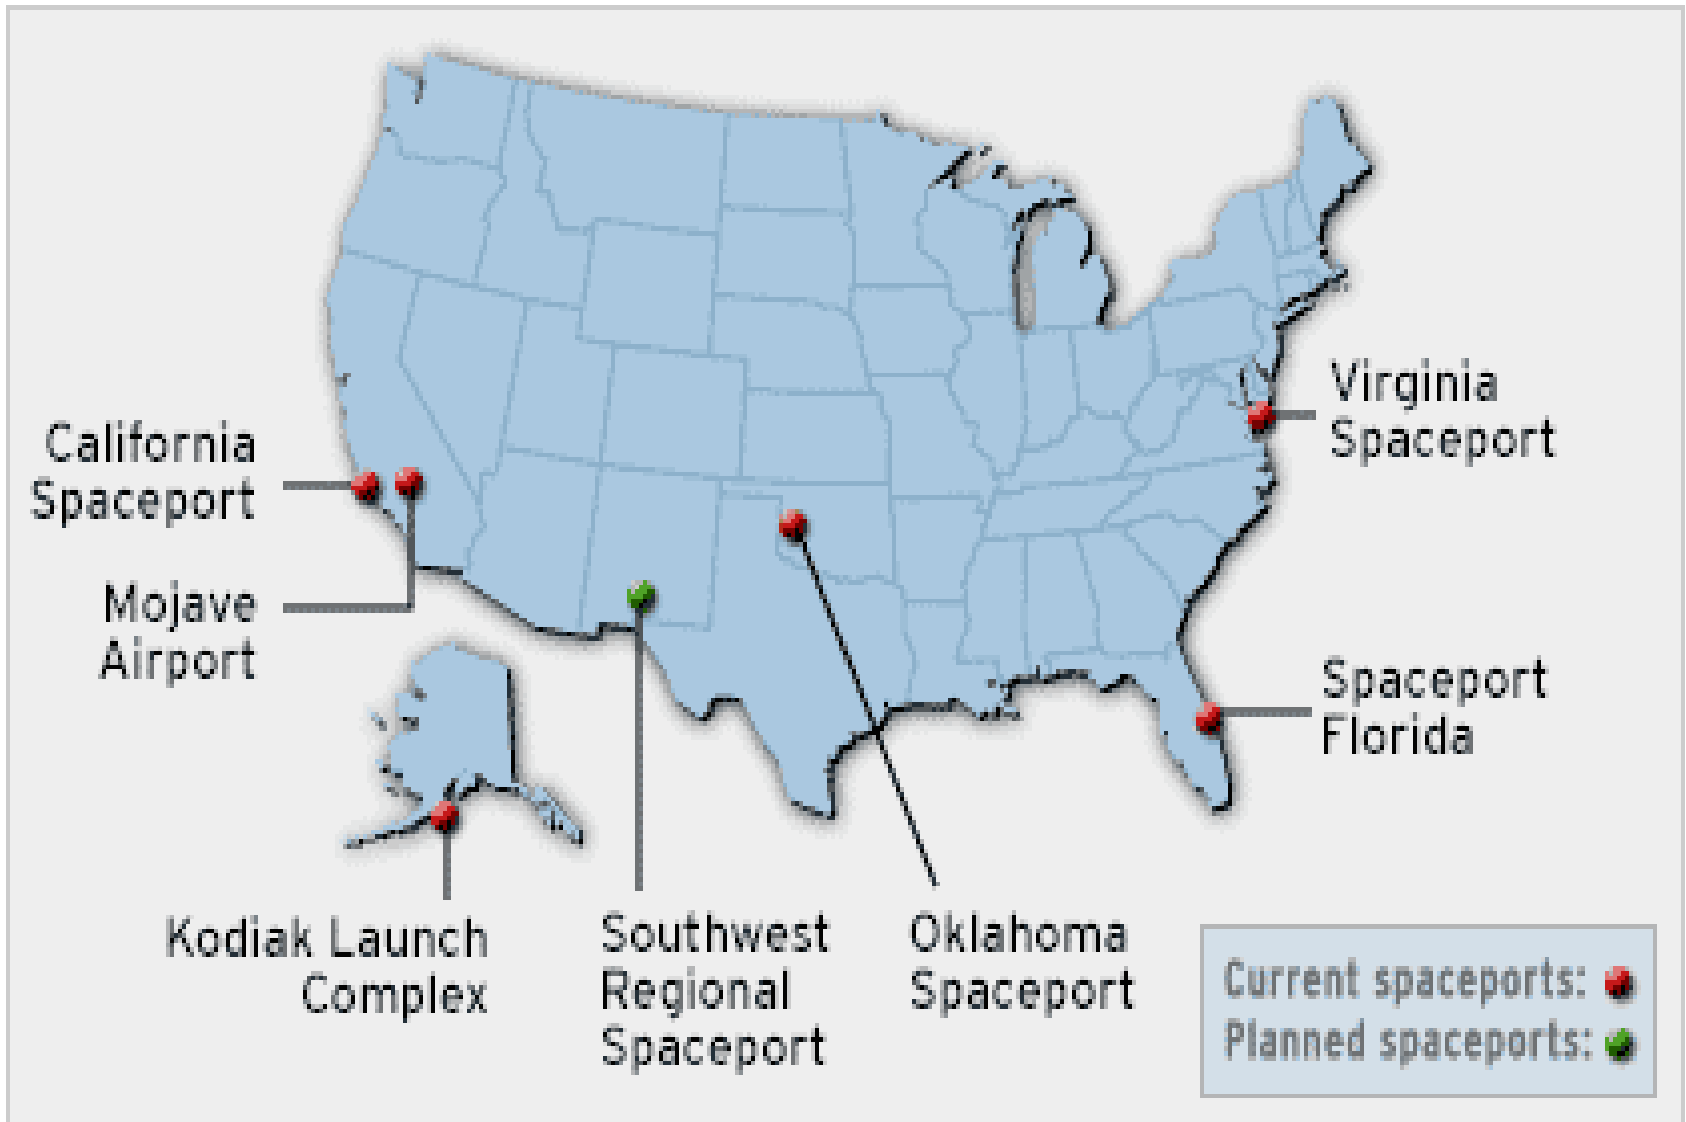 Virginia
Spaceport
California
Spaceport
Mojave
Airport
Spaceport
Florida
Kodiak Launch
Complex
Southwest
Regional
Spaceport
Oklahoma
Spaceport
Current spaceports:
Planned spaceports: